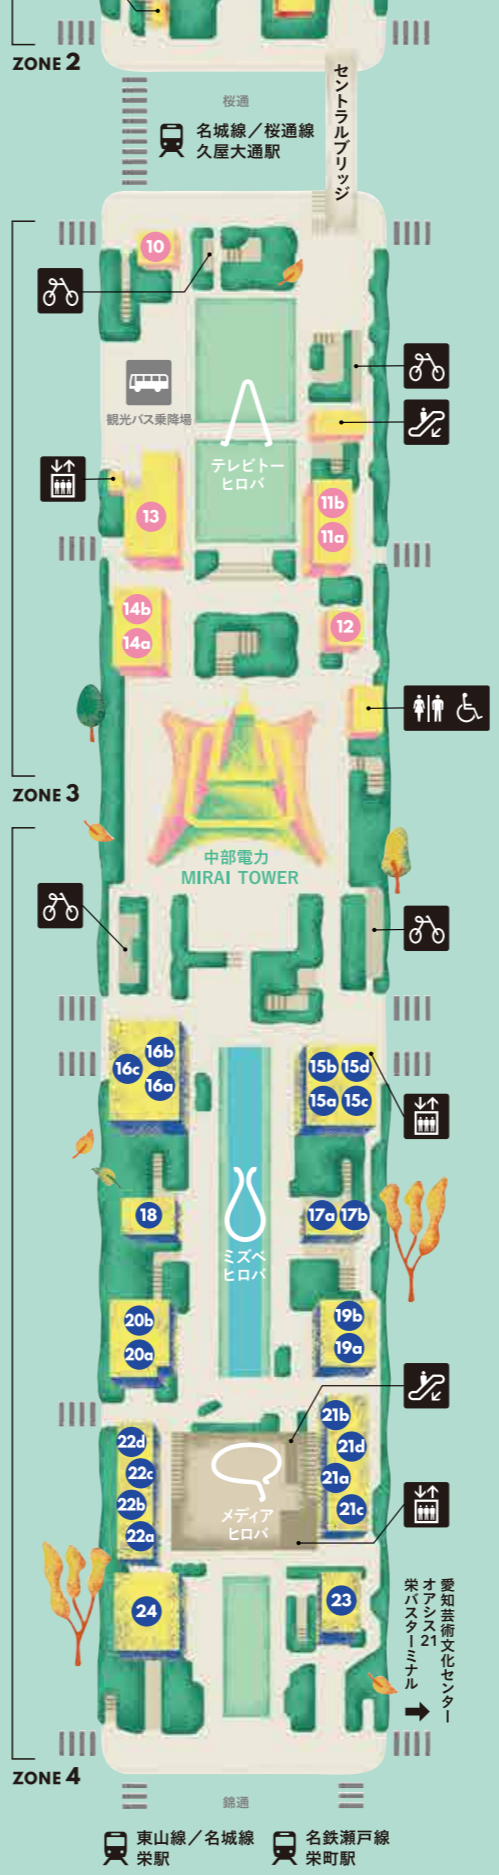 ZONE 2
セントラルブリッジ
桜通
名城線／桜通線
久屋大通駅
10
観光バス乗降場
テレビトー
ヒロバ
11b
11a
13
14b
14a
12
ZONE 3
中部電力
MIRAI TOWER
16b
16c
16a
15b
15d
15a
15c
18
17a
17b
ミズベ
ヒロバ
20b
20a
19b
19a
22d
22c
22b
22a
21b
21d
21a
21c
メディア
ヒロバ
24
23
愛知芸術文化センター
オアシス21
栄バスターミナル
ZONE 4
錦通
東山線／名城線
栄駅
名鉄瀬戸線
栄町駅